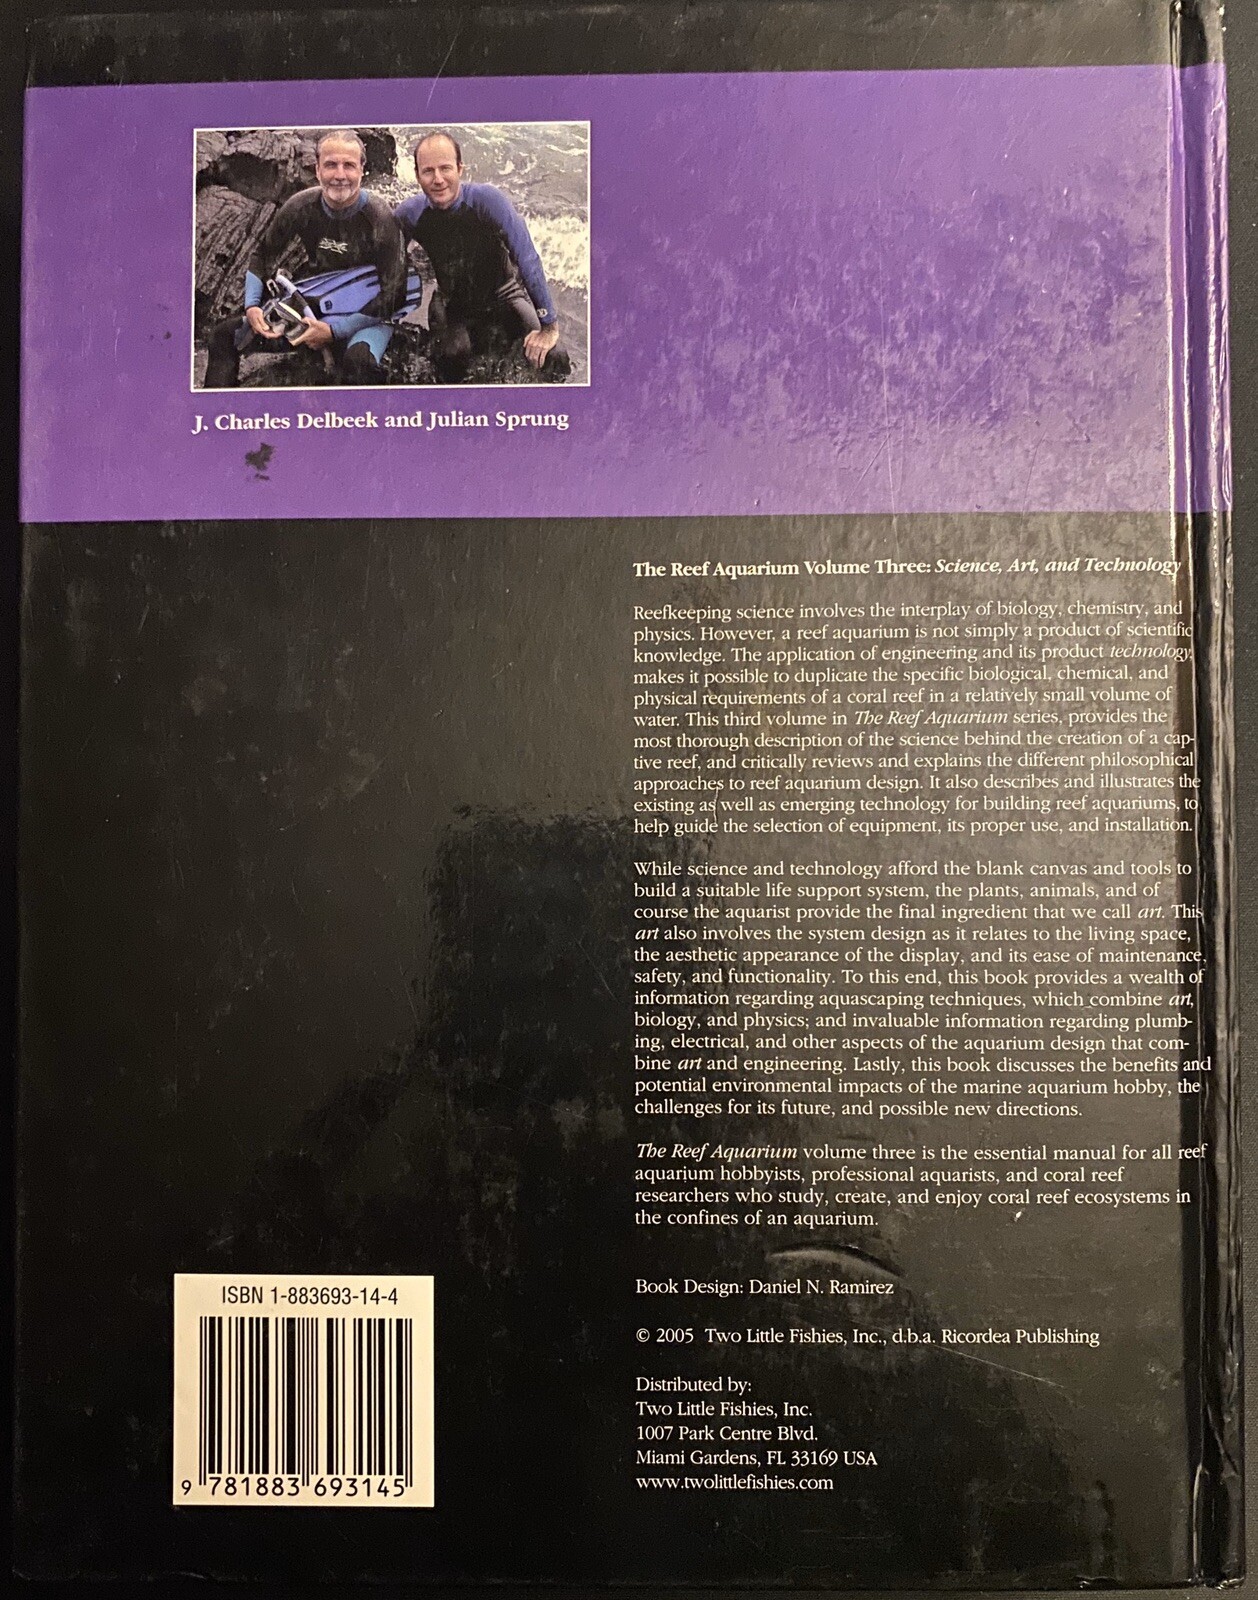 J. Charles Delbeek and Julian Sprung
The Reef Aquarium Volume Three: Science, Art, and Technology
Reefkeeping science involves the interplay of biology, chemistry, and
physics. However, a reef aquarium is not simply a product of scientific
knowledge. The application of engineering and its product technology,
makes it possible to duplicate the specific biological, chemical, and
physical requirements of a coral reef in a relatively small volume of
water. This third volume in The Reef Aquarium series, provides the
most thorough description of the science behind the creation of a cap-
tive reef, and critically reviews and explains the different philosophical
approaches to reef aquarium design. It also describes and illustrates the
existing as well as emerging technology for building reef aquariums, to
help guide the selection of equipment, its proper use, and installation.
While science and technology afford the blank canvas and tools to
build a suitable life support system, the plants, animals, and of
course the aquarist provide the final ingredient that we call art. This
art also involves the system design as it relates to the living space,
the aesthetic appearance of the display, and its ease of maintenance,
safety, and functionality. To this end, this book provides a wealth of
information regarding aquascaping techniques, which combine art,
biology, and physics; and invaluable information regarding plumb-
ing, electrical, and other aspects of the aquarium design that com-
bine art and engineering. Lastly, this book discusses the benefits and
potential environmental impacts of the marine aquarium hobby, the
challenges for its future, and possible new directions.
The Reef Aquarium volume three is the essential manual for all reef
aquarium hobbyists, professional aquarists, and coral reef
researchers who study, create, and enjoy coral reef ecosystems in
the confines of an aquarium.
Book Design: Daniel N. Ramirez
© 2005 Two Little Fishies, Inc., d.b.a. Ricordea Publishing
Distributed by:
Two Little Fishies, Inc.
1007 Park Centre Blvd.
Miami Gardens, FL 33169 USA
www.twolittlefishies.com
ISBN 1-883693-14-4
9 781883 693145